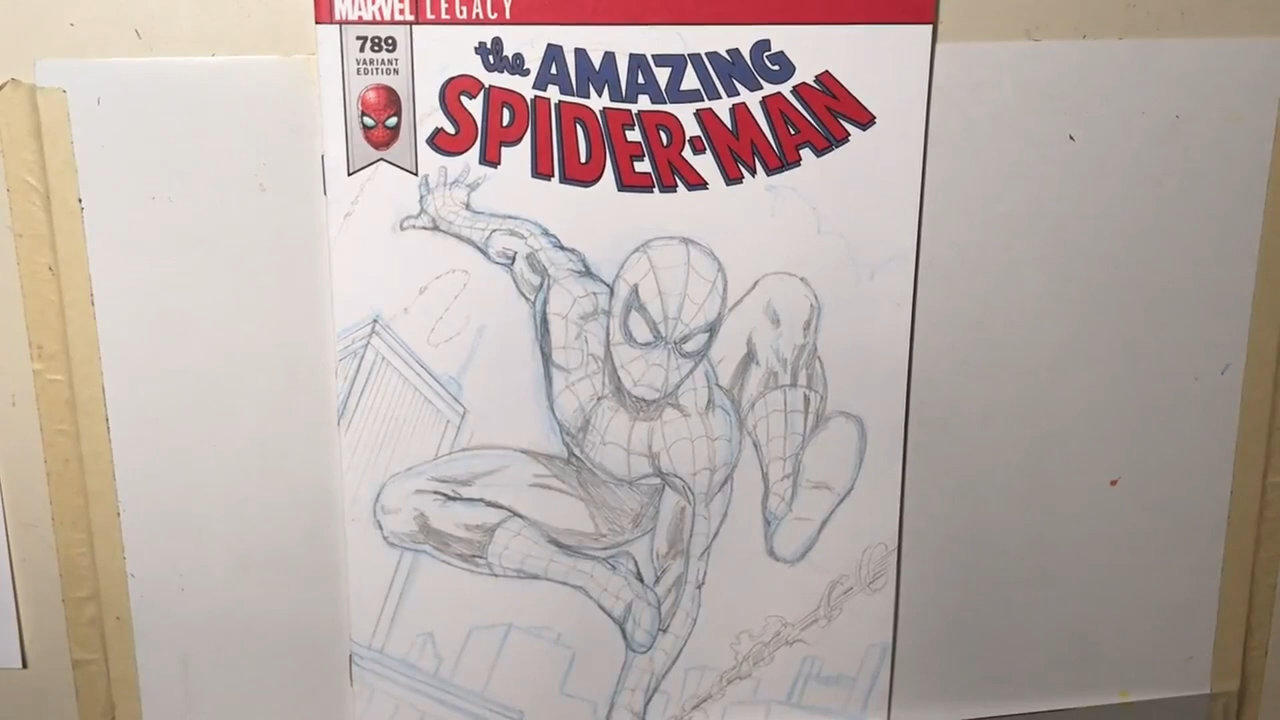 MARVEL LEGACY
789
VARIANT
EDITION
the AMAZING
SPIDER-MAN